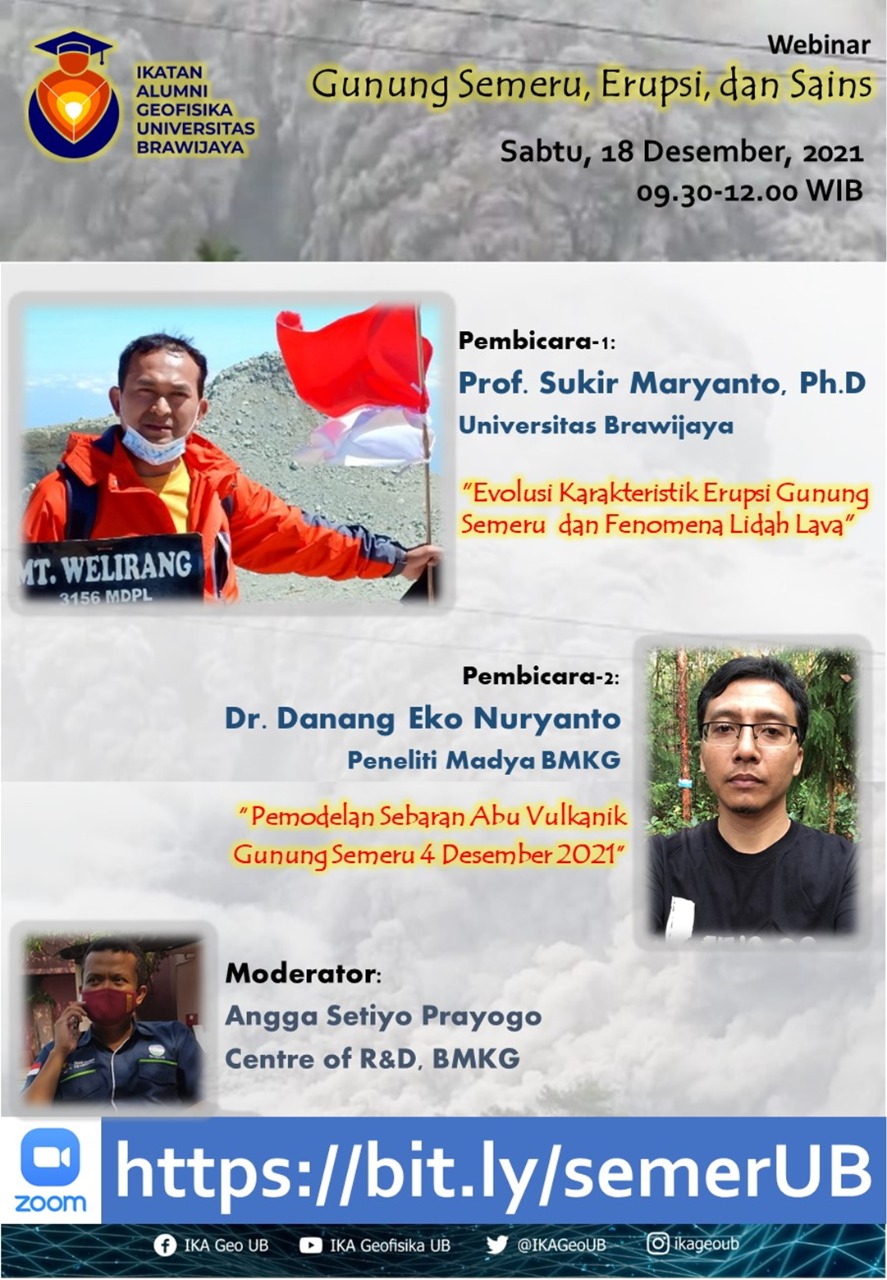 IKATAN
ALUMNI
GEOFISIKA
UNIVERSITAS
BRAWIJAYA
Webinar
Gunung Semeru, Erupsi, dan Sains
Sabtu, 18 Desember, 2021
09.30-12.00 WIB
Pembicara-1:
Prof. Sukir Maryanto, Ph.D
Universitas Brawijaya
"Evolusi Karakteristik Erupsi Gunung
Semeru dan Fenomena Lidah Lava"
MT. WELIRANG
3156 MDPL
Pembicara-2:
Dr. Danang Eko Nuryanto
Peneliti Madya BMKG
"Pemodelan Sebaran Abu Vulkanik
Gunung Semeru 4 Desember 2021"
Moderator:
Angga Setiyo Prayogo
Centre of R&D, BMKG
zoom
https://bit.ly/semerUB
IKA Geo UB
IKA Geofisika UB
@IKAGeoUB
ikageoub